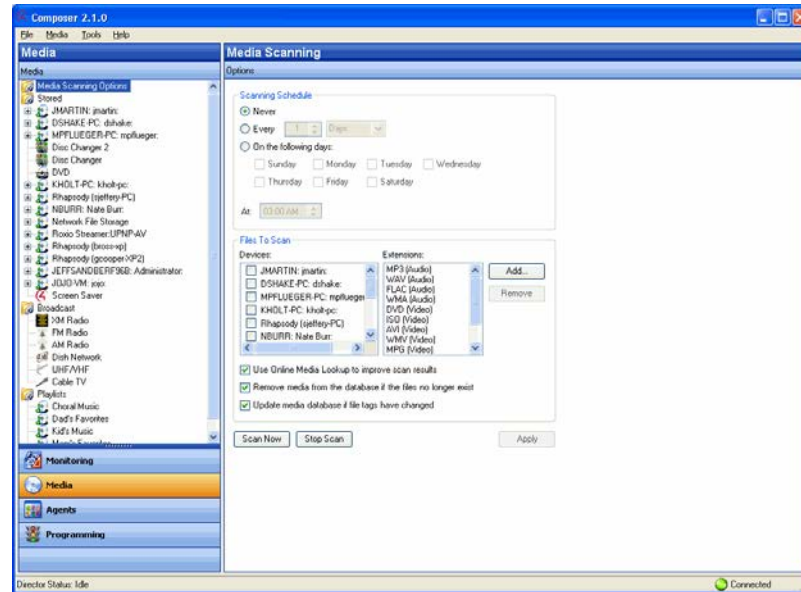 Composer 2.1.0
File Media Tools Help
Media
Media
Media Scanning Options
Stored
JMARTIN: jmartin:
DSHAKE-PC: dshake:
MPFLUEGER-PC: mpflueger:
Disc Changer 2
Disc Changer
DVD
KHOLT-PC: kholt-pc:
Rhapsody (sjeffery-PC)
NBURR: Nate Burr:
Network File Storage
Roxio Streamer:UPNP-AV
Rhapsody (bross-xp)
Rhapsody (gcooper-XP2)
JEFFSANDBERF96B: Administrator:
JOJO-VM: jojo:
Screen Saver
Broadcast
XM Radio
FM Radio
AM Radio
Dish Network
UHF/VHF
Cable TV
Playlists
Choral Music
Dad's Favorites
Kid's Music
Mom's Favorites
Monitoring
Media
Agents
Programming
Media Scanning
Options
Scanning Schedule
Never
Every 1 Days
On the following days:
Sunday Monday Tuesday Wednesday
Thursday Friday Saturday
At: 03:00 AM
Files To Scan
Devices:
JMARTIN: jmartin:
DSHAKE-PC: dshake:
MPFLUEGER-PC: mpflueger
KHOLT-PC: kholt-pc:
Rhapsody (sjeffery-PC)
NBURR: Nate Burr:
Extensions:
MP3 (Audio)
WAV (Audio)
FLAC (Audio)
WMA (Audio)
DVD (Video)
ISO (Video)
AVI (Video)
WMV (Video)
MPG (Video)
Add...
Remove
Use Online Media Lookup to improve scan results
Remove media from the database if the files no longer exist
Update media database if file tags have changed
Scan Now Stop Scan Apply
Director Status: Idle
Connected